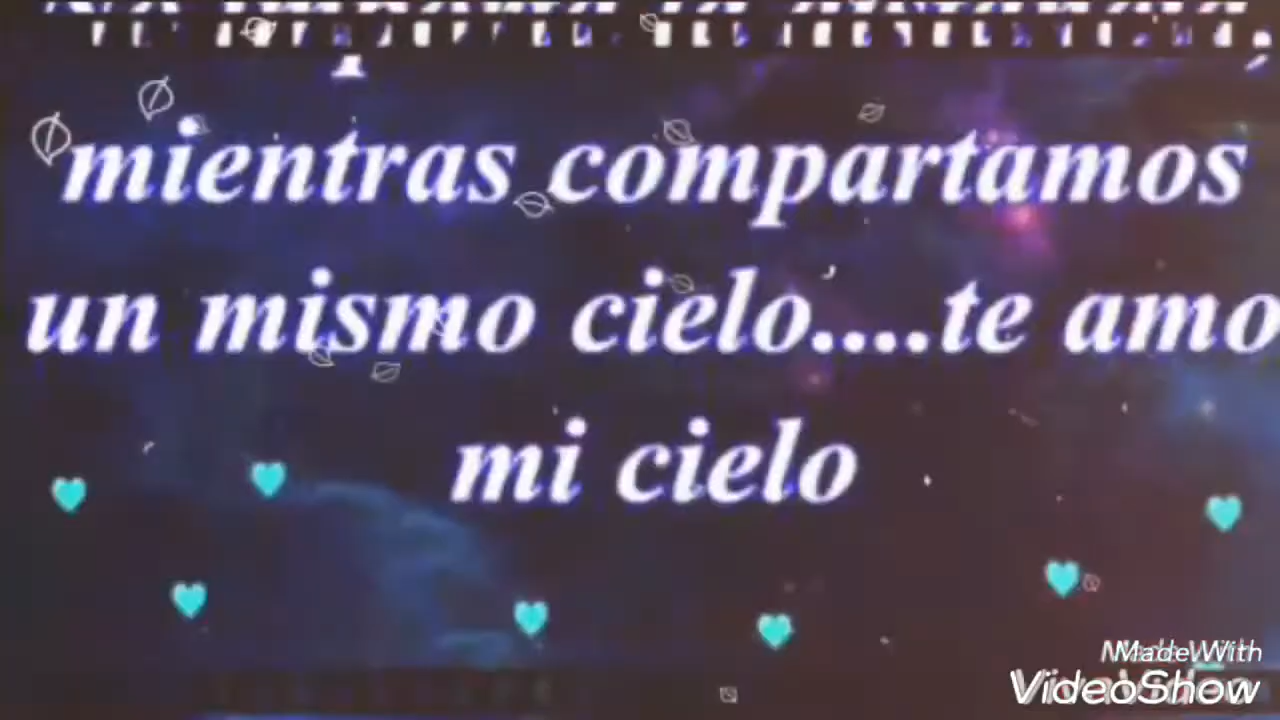 mientras compartamos
un mismo cielo....te amo
mi cielo
Made With
VideoShow